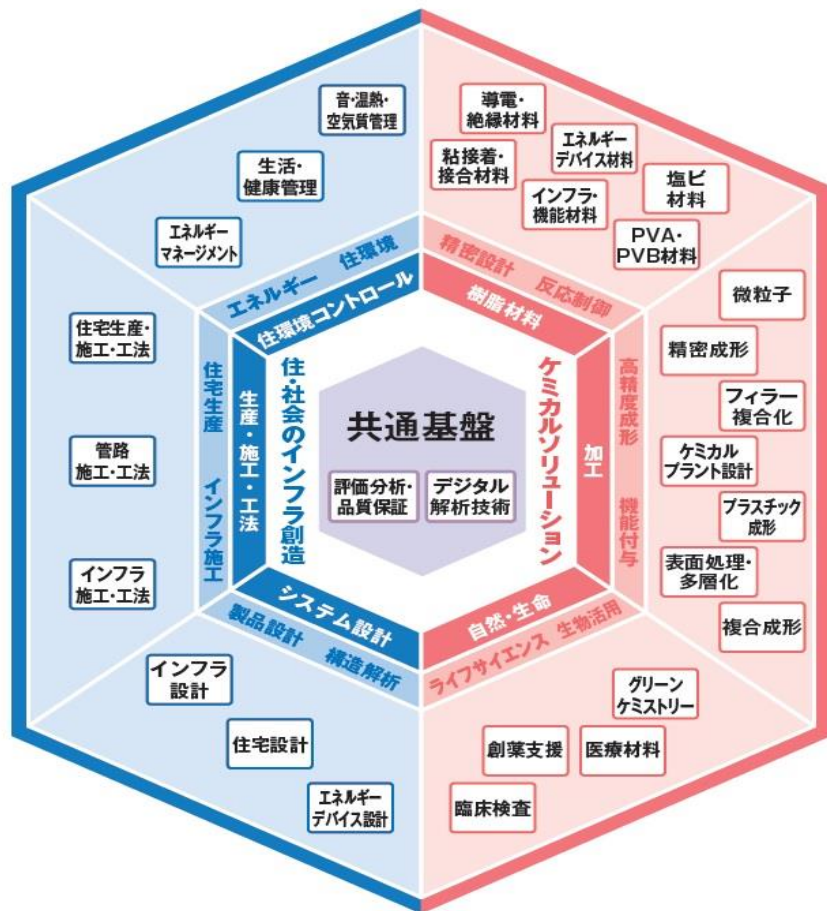 音・温熱・
空気質管理
生活・
健康管理
エネルギー
マネージメント
エネルギー 住環境
住環境コントロール
導電・
絶縁材料
粘接着・
接合材料
エネルギー
デバイス材料
インフラ・
機能材料
塩ビ
材料
PVA・
PVB材料
精密設計 反応制御
樹脂材料
住宅生産・
施工・工法
管路
施工・工法
インフラ
施工・工法
住宅生産 インフラ施工
生産・施工・工法
住・社会のインフラ創造
共通基盤
評価分析・
品質保証
デジタル
解析技術
ケミカルソリューション
加工
高精度成形 機能付与
微粒子
精密成形
フィラー
複合化
ケミカル
プラント設計
プラスチック
成形
表面処理・
多層化
複合成形
システム設計
製品設計 構造解析
インフラ
設計
住宅設計
エネルギー
デバイス設計
自然・生命
ライフサイエンス 生物活用
グリーン
ケミストリー
創薬支援
医療材料
臨床検査